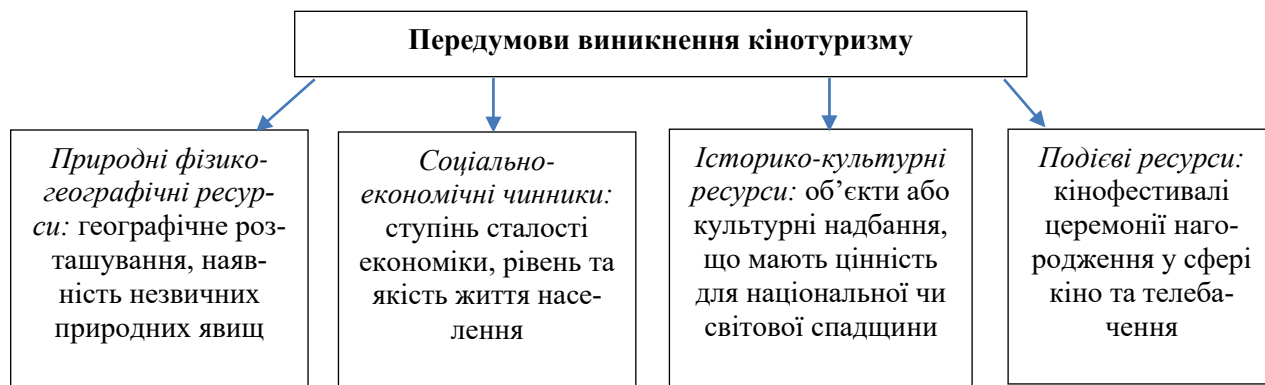 Передумови виникнення кінотуризму
Природні фізико-
географічні ресур-
си: географічне роз-
ташування, наяв-
ність незвичних
природних явищ
Соціально-
економічні чинники:
ступінь сталості
економіки, рівень та
якість життя насе-
лення
Історико-культурні
ресурси: об’єкти або
культурні надбання,
що мають цінність
для національної чи
світової спадщини
Подієві ресурси:
кінофестивалі
церемонії наго-
родження у сфері
кіно та телеба-
чення